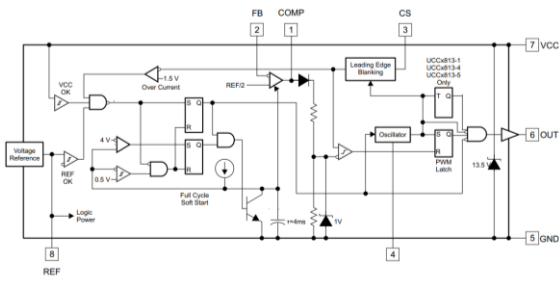 FB COMP CS
2 1 3
7 VCC
UCCx813-1
UCCx813-4
UCCx813-5
Only
Leading Edge
Blanking
1.5 V
Over Current
VCC
OK
REF/2
T Q
S Q
R
4 V
S Q
R
Oscillator
S Q
R
PWM
Latch
6 OUT
Voltage
Reference
REF
OK
0.5 V
13.5 V
Full Cycle
Soft Start
Logic
Power
τ=4ms
1V
8
REF
4
5 GND